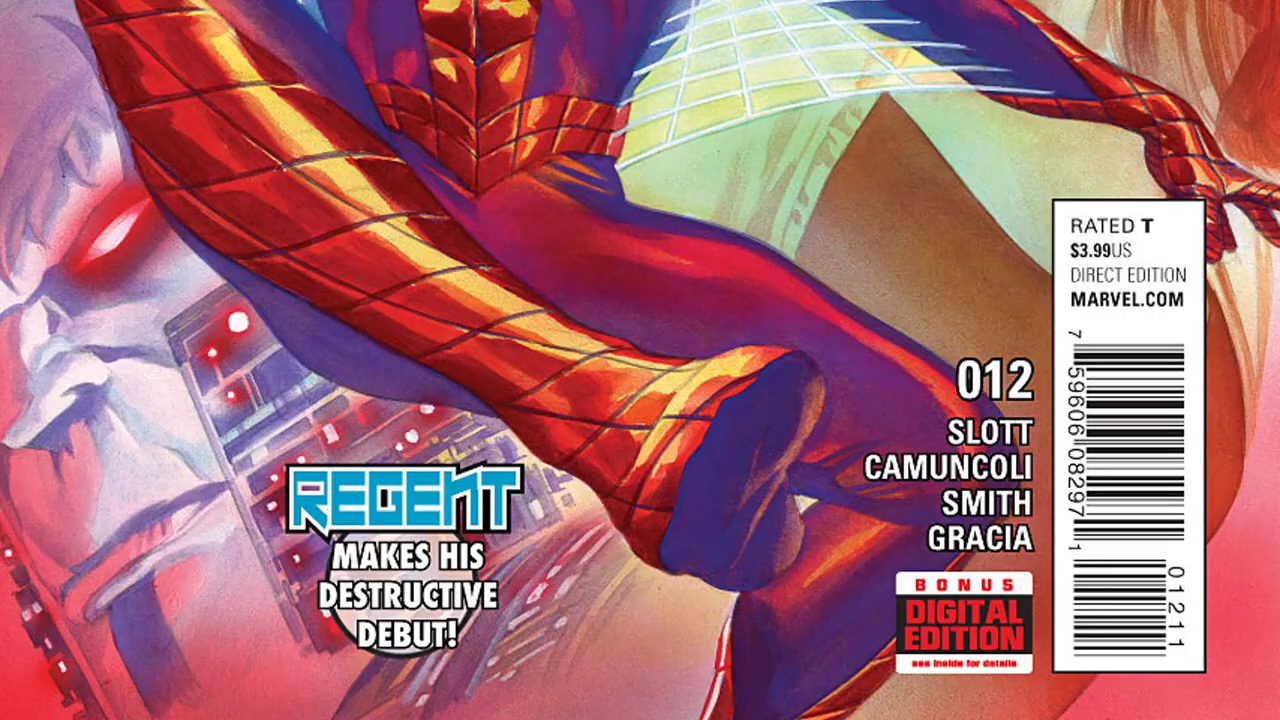 REGENT
MAKES HIS
DESTRUCTIVE
DEBUT!
012
SLOTT
CAMUNCOLI
SMITH
GRACIA
BONUS
DIGITAL
EDITION
see inside for details
RATED T
$3.99US
DIRECT EDITION
MARVEL.COM
7 59606 08297 1
01211